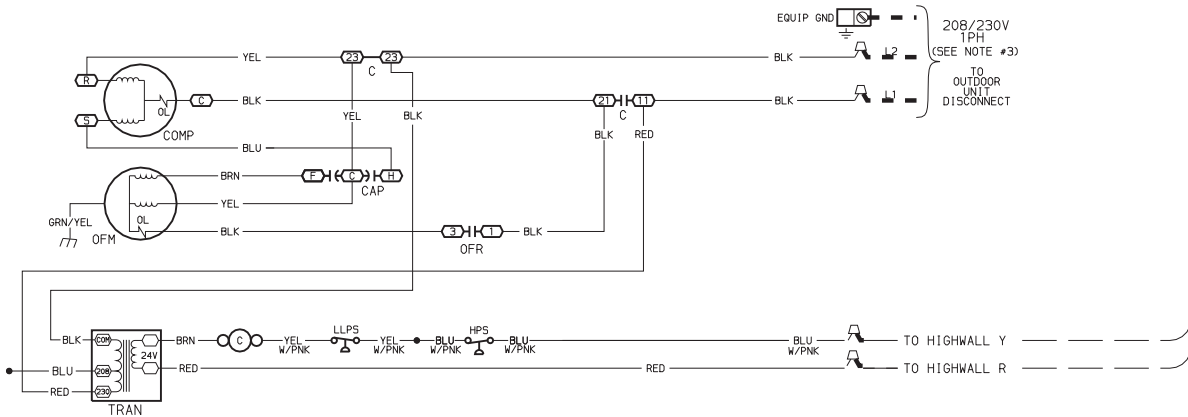 EQUIP GND
208/230V
1PH
(SEE NOTE #3)
TO
OUTDOOR
UNIT
DISCONNECT
L2
L1
YEL
23
23
C
BLK
R
C
OL
S
COMP
BLK
21
11
C
BLK
YEL
BLK
BLK
RED
BLU
BRN
F
C
H
CAP
YEL
GRN/YEL
OL
OFM
BLK
3
1
BLK
OFR
BLK
COM
BRN
C
YEL
W/PNK
LLPS
YEL
W/PNK
BLU
W/PNK
HPS
BLU
W/PNK
BLU
W/PNK
TO HIGHWALL Y
24V
BLU
208
RED
RED
TO HIGHWALL R
RED
230
TRAN